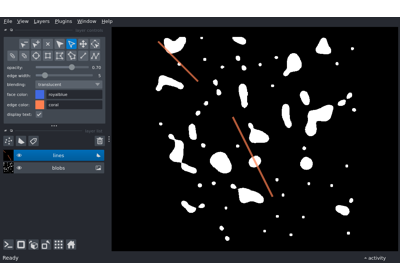 File View Layers Plugins Window Help
opacity: 0.70
edge width: 5
blending: translucent
face color: royalblue
edge color: coral
display text: ✓
lines
blobs
Ready
activity